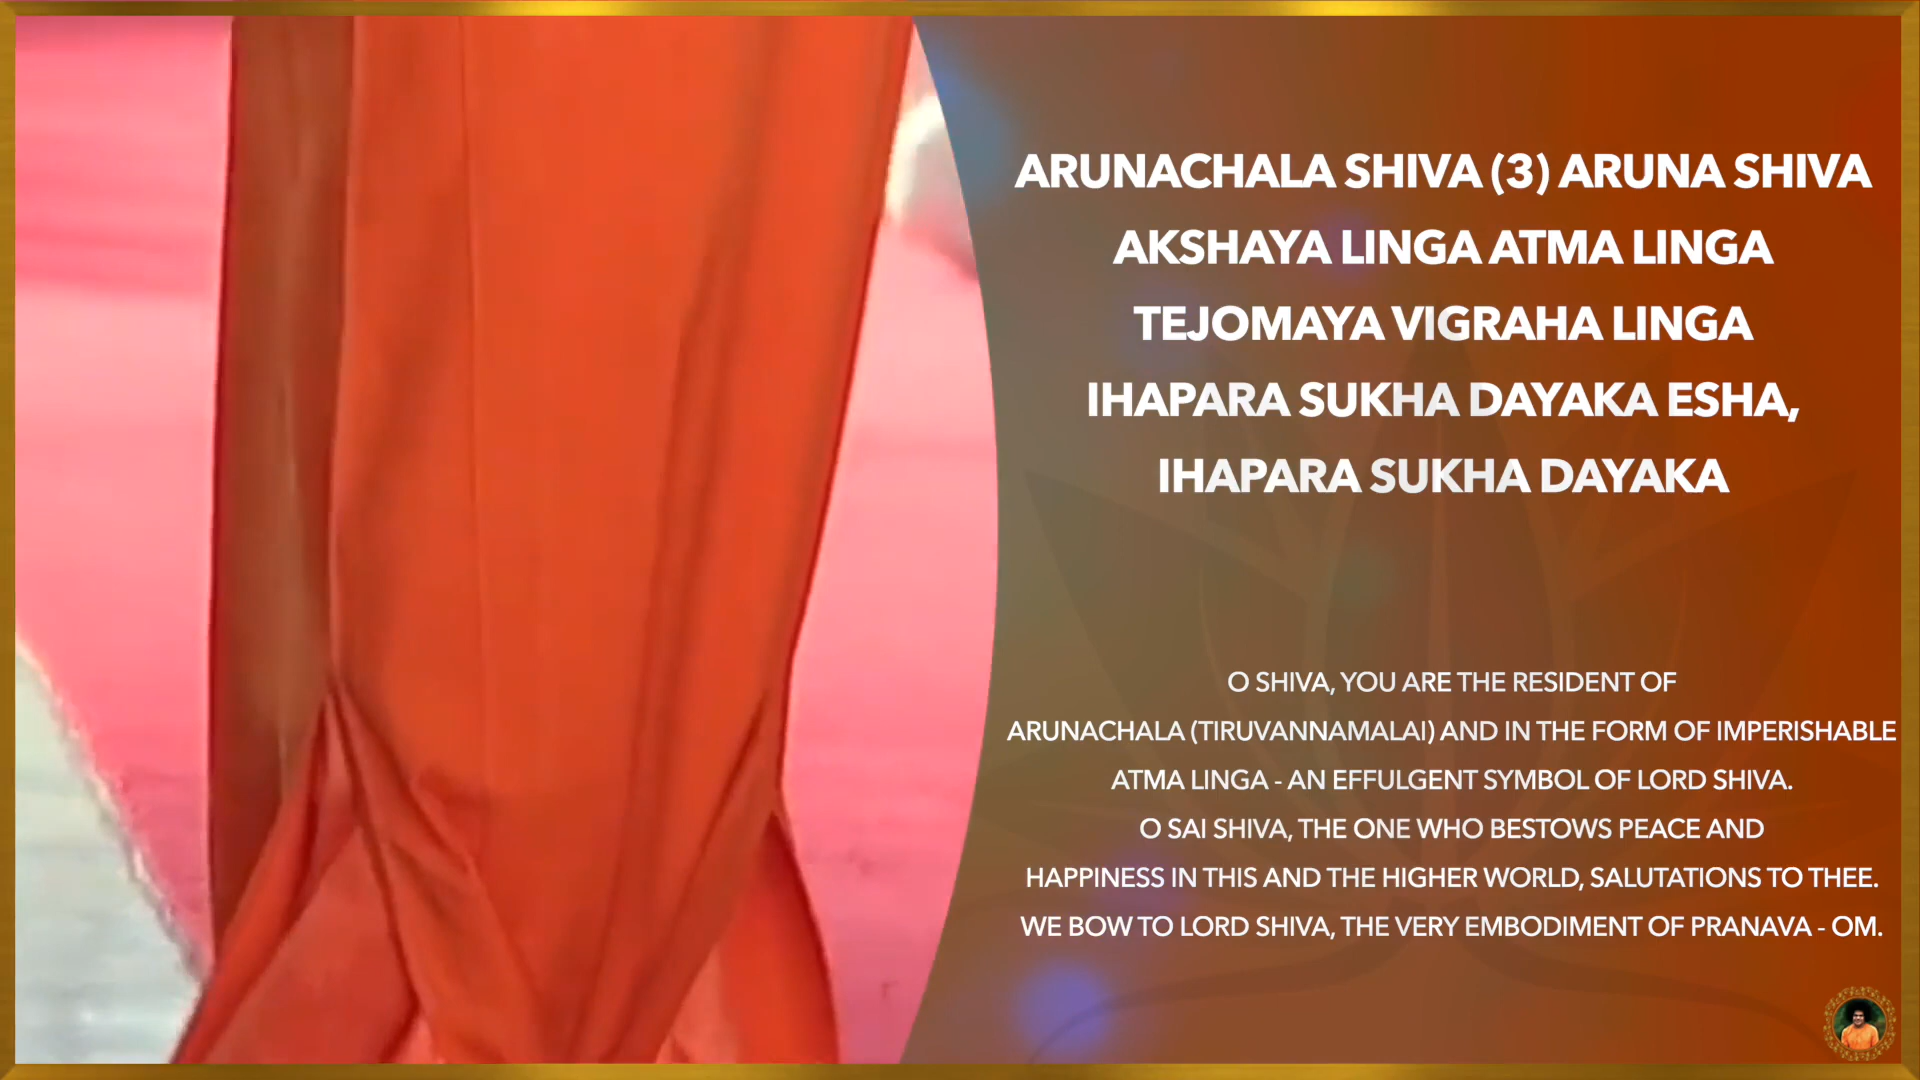 ARUNACHALA SHIVA (3) ARUNA SHIVA
AKSHAYA LINGA ATMA LINGA
TEJOMAYA VIGRAHA LINGA
IHAPARA SUKHA DAYAKA ESHA,
IHAPARA SUKHA DAYAKA
O SHIVA, YOU ARE THE RESIDENT OF
ARUNACHALA (TIRUVANNAMALAI) AND IN THE FORM OF IMPERISHABLE
ATMA LINGA - AN EFFULGENT SYMBOL OF LORD SHIVA.
O SAI SHIVA, THE ONE WHO BESTOWS PEACE AND
HAPPINESS IN THIS AND THE HIGHER WORLD, SALUTATIONS TO THEE.
WE BOW TO LORD SHIVA, THE VERY EMBODIMENT OF PRANAVA - OM.